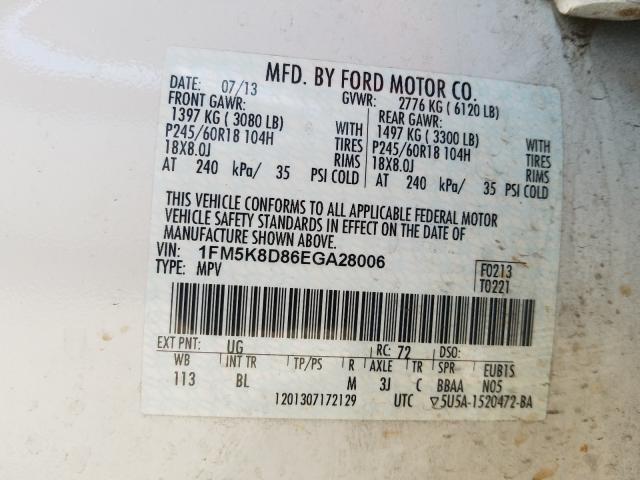 MFD. BY FORD MOTOR CO.
DATE: 07/13 GVWR: 2776 KG ( 6120 LB)
FRONT GAWR: REAR GAWR:
1397 KG ( 3080 LB) WITH 1497 KG ( 3300 LB) WITH
P245/60R18 104H TIRES P245/60R18 104H TIRES
18X8.0J RIMS 18X8.0J RIMS
AT 240 kPa/ 35 PSI COLD AT 240 kPa/ 35 PSI COLD
THIS VEHICLE CONFORMS TO ALL APPLICABLE FEDERAL MOTOR
VEHICLE SAFETY STANDARDS IN EFFECT ON THE DATE OF
MANUFACTURE SHOWN ABOVE.
VIN: 1FM5K8D86EGA28006 F0213
TYPE: MPV T0221
EXT PNT: UG RC: 72 DSO:
WB INT TR TP/PS R AXLE TR SPR EUB1S
113 BL M 3J C BBAA N05
1201307172129 UTC ▽5U5A-1520472-BA